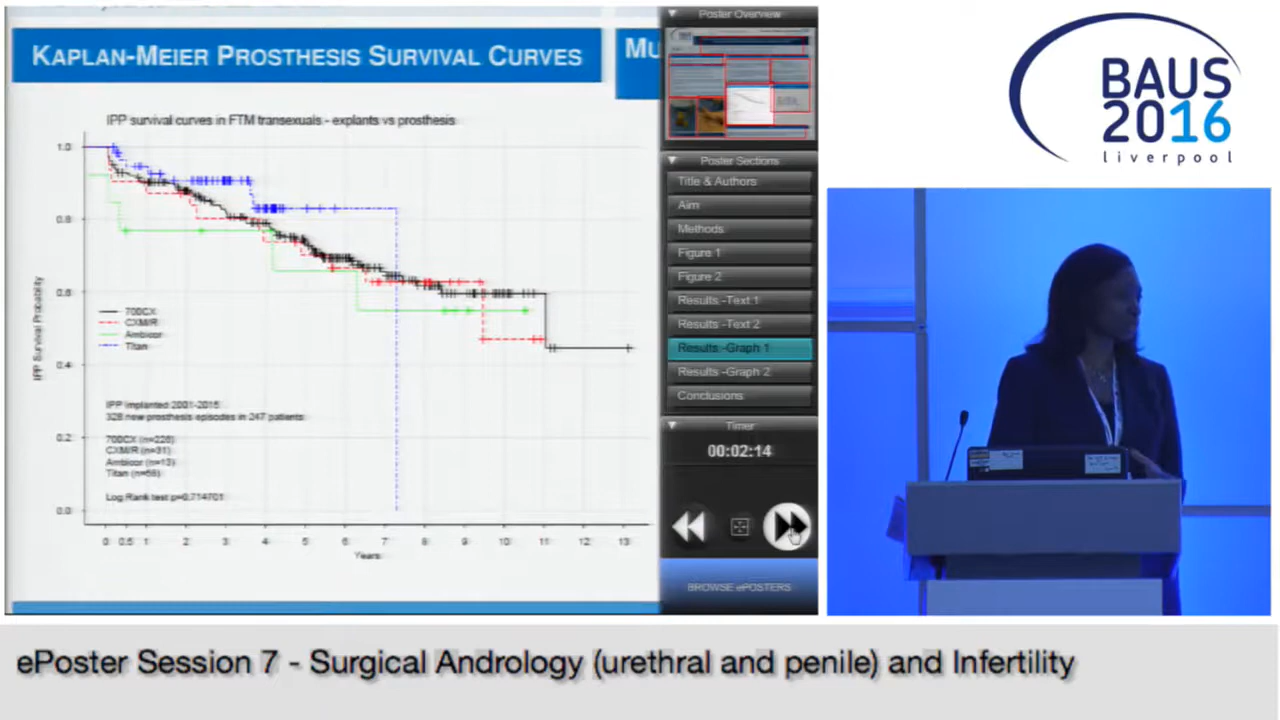 KAPLAN-MEIER PROSTHESIS SURVIVAL CURVES
MU
IPP survival curves in FTM transexuals - explants vs prosthesis
1.0
0.8
0.6
0.4
0.2
0.0
IPP Survival Probability
700CX
CXM/R
Ambicor
Titan
IPP implanted 2001-2015
328 new prosthesis episodes in 247 patients
700CX (n=226)
CXM/R (n=31)
Ambicor (n=13)
Titan (n=58)
Log Rank test p=0.714701
0 0.5 1 2 3 4 5 6 7 8 9 10 11 12 13
Years
Poster Overview
Poster Sections
Title & Authors
Aim
Methods
Figure 1
Figure 2
Results -Text 1
Results -Text 2
Results -Graph 1
Results -Graph 2
Conclusions
Timer
00:02:14
BROWSE ePOSTERS
BAUS
2016
liverpool
ePoster Session 7 - Surgical Andrology (urethral and penile) and Infertility